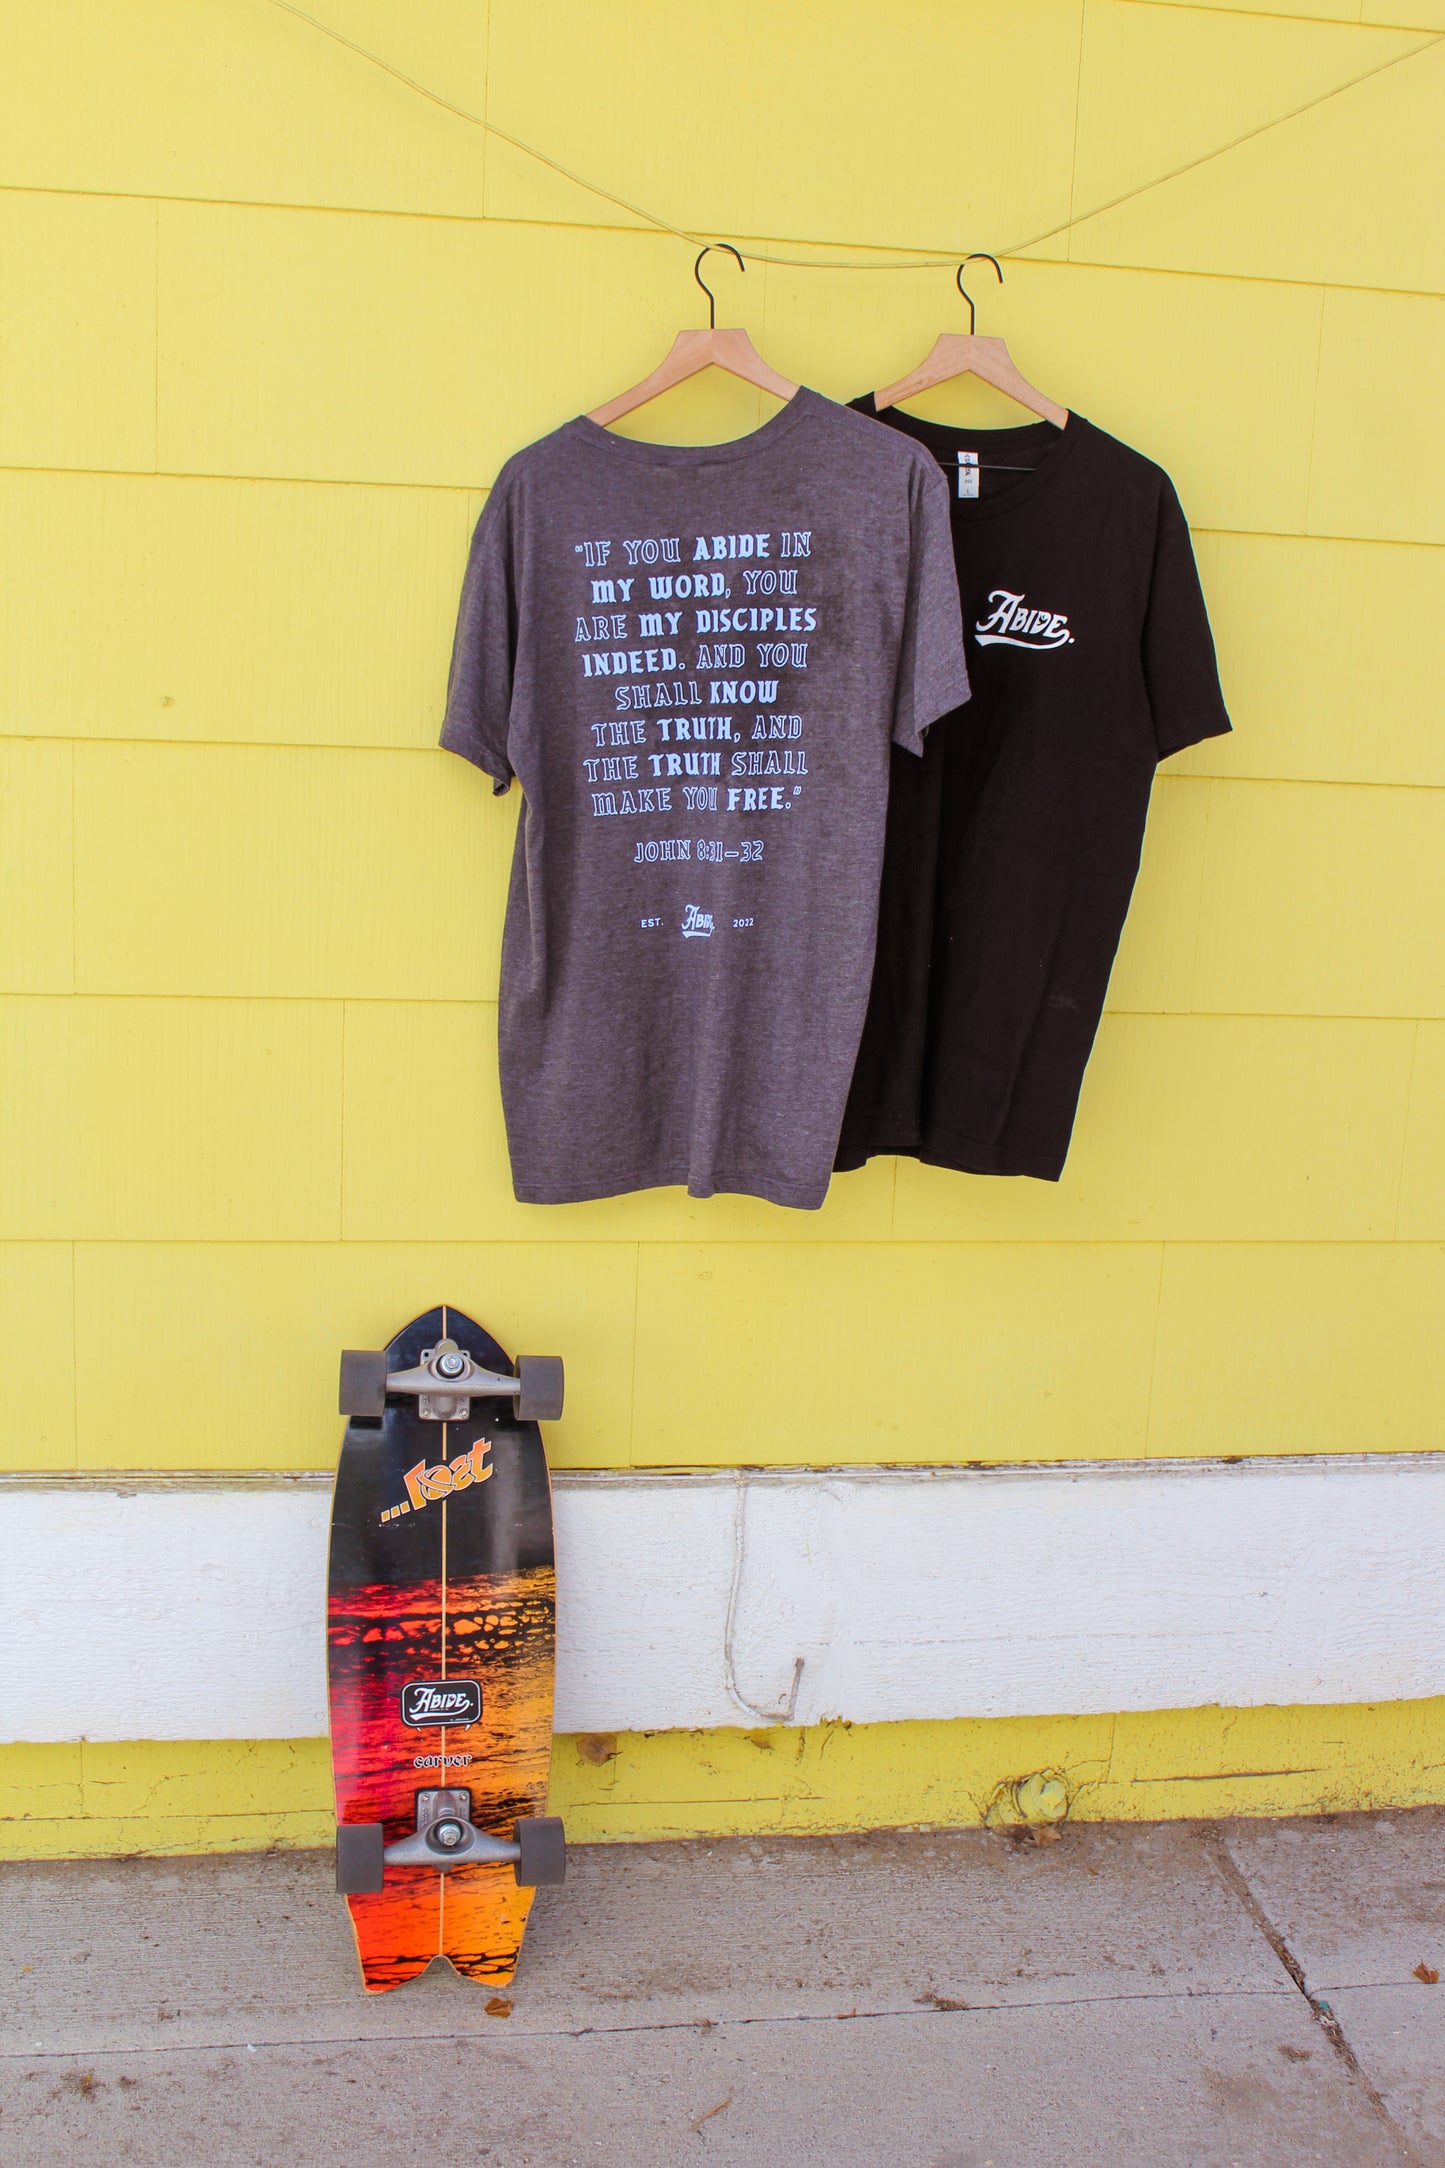 "IF YOU ABIDE IN
MY WORD, YOU
ARE MY DISCIPLES
INDEED. AND YOU
SHALL KNOW
THE TRUTH, AND
THE TRUTH SHALL
MAKE YOU FREE."
JOHN 8:31–32
EST. ABIDE. 2022
ABIDE.
L
...Lost
ABIDE.
carver